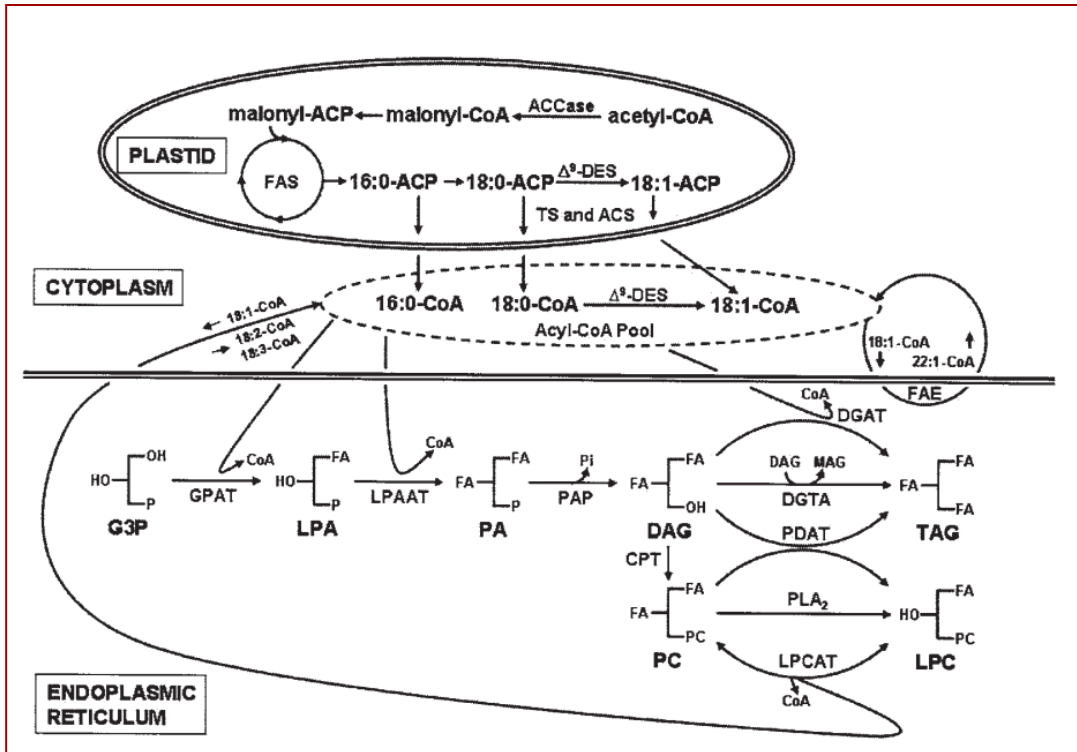 malonyl-ACP malonyl-CoA ACCase acetyl-CoA
PLASTID
FAS
16:0-ACP 18:0-ACP Δ⁹-DES 18:1-ACP
TS and ACS
CYTOPLASM
18:1-CoA
18:2-CoA
18:3-CoA
16:0-CoA 18:0-CoA Δ⁹-DES 18:1-CoA
Acyl-CoA Pool
18:1-CoA
22:1-CoA
FAE
CoA
DGAT
OH
HO
P
G3P
CoA
GPAT
FA
HO
P
LPA
CoA
LPAAT
FA
FA
P
PA
Pi
PAP
FA
FA
OH
DAG
DAG MAG
DGTA
FA
FA
FA
TAG
PDAT
CPT
FA
FA
PC
PC
PLA₂
FA
HO
PC
LPC
LPCAT
CoA
ENDOPLASMIC
RETICULUM